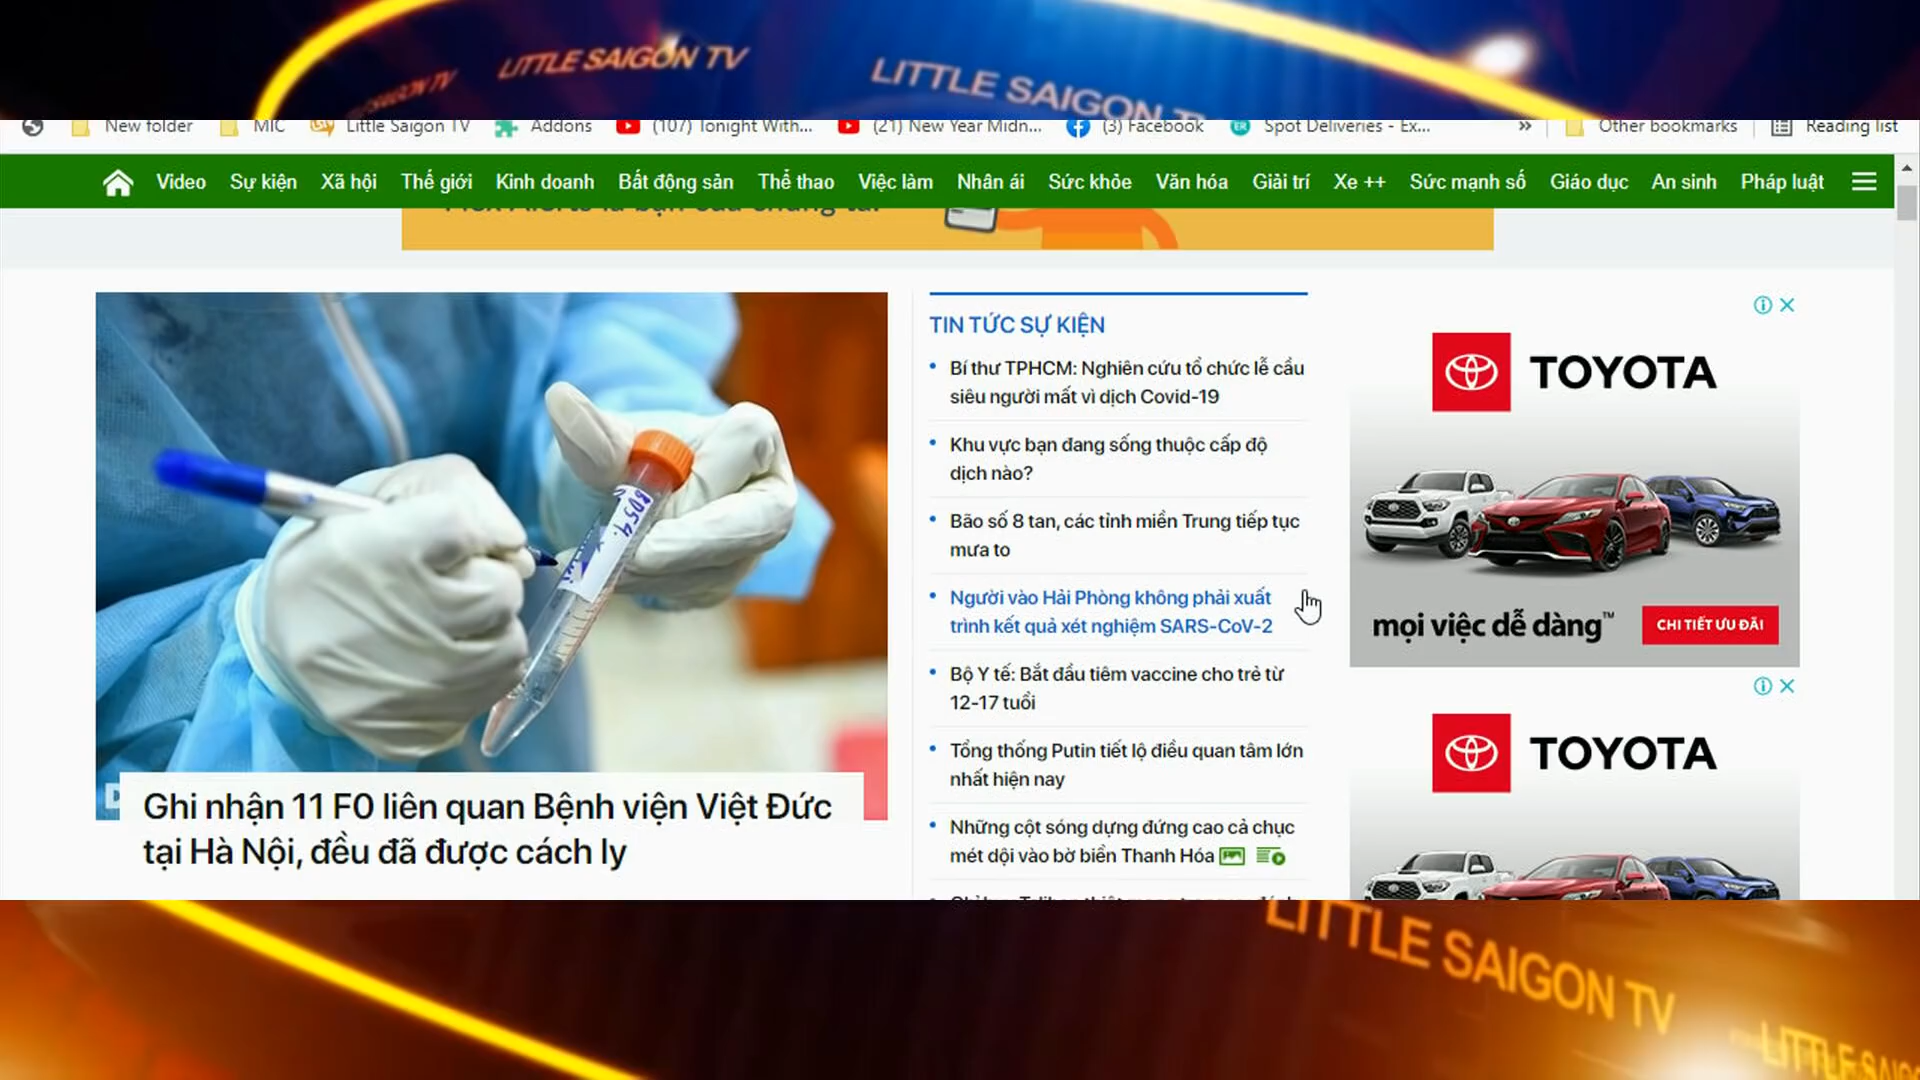 LITTLE SAIGON TV
LITTLE SAIGON TV
New folder
MIC
Little Saigon TV
Addons
(107) Tonight With...
(21) New Year Midn...
(3) Facebook
Spot Deliveries - Ex...
»
Other bookmarks
Reading list
Video
Sự kiện
Xã hội
Thế giới
Kinh doanh
Bất động sản
Thể thao
Việc làm
Nhân ái
Sức khỏe
Văn hóa
Giải trí
Xe ++
Sức mạnh số
Giáo dục
An sinh
Pháp luật
Ghi nhận 11 F0 liên quan Bệnh viện Việt Đức
tại Hà Nội, đều đã được cách ly
TIN TỨC SỰ KIỆN
Bí thư TPHCM: Nghiên cứu tổ chức lễ cầu
siêu người mất vì dịch Covid-19
Khu vực bạn đang sống thuộc cấp độ
dịch nào?
Bão số 8 tan, các tỉnh miền Trung tiếp tục
mưa to
Người vào Hải Phòng không phải xuất
trình kết quả xét nghiệm SARS-CoV-2
Bộ Y tế: Bắt đầu tiêm vaccine cho trẻ từ
12-17 tuổi
Tổng thống Putin tiết lộ điều quan tâm lớn
nhất hiện nay
Những cột sóng dựng đứng cao cả chục
mét dội vào bờ biển Thanh Hóa
TOYOTA
mọi việc dễ dàng™
CHI TIẾT ƯU ĐÃI
TOYOTA
LITTLE SAIGON TV